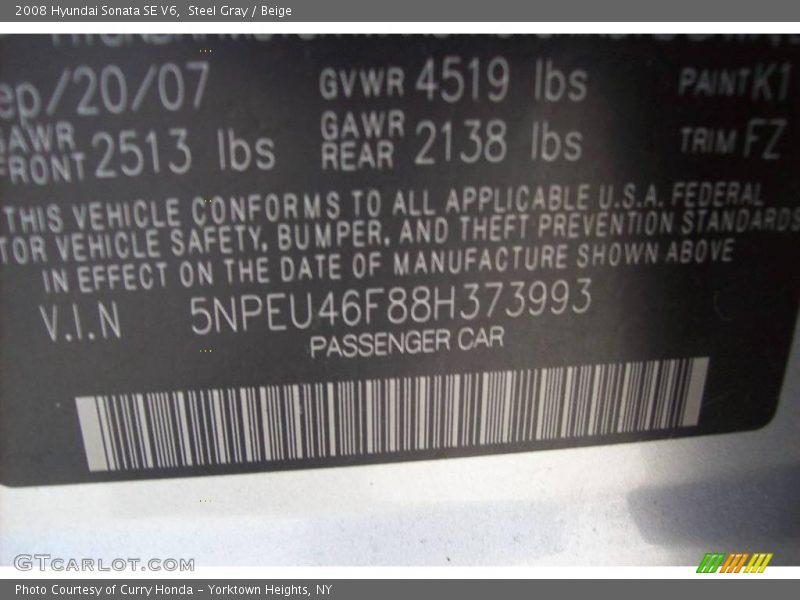 2008 Hyundai Sonata SE V6,  Steel Gray / Beige
ep/20/07 GVWR 4519 lbs PAINT K1
GAWR FRONT 2513 lbs GAWR REAR 2138 lbs TRIM FZ
THIS VEHICLE CONFORMS TO ALL APPLICABLE U.S.A. FEDERAL
TOR VEHICLE SAFETY, BUMPER, AND THEFT PREVENTION STANDARDS
IN EFFECT ON THE DATE OF MANUFACTURE SHOWN ABOVE
V.I.N 5NPEU46F88H373993
PASSENGER CAR
GTCARLOT.COM
Photo Courtesy of Curry Honda - Yorktown Heights, NY